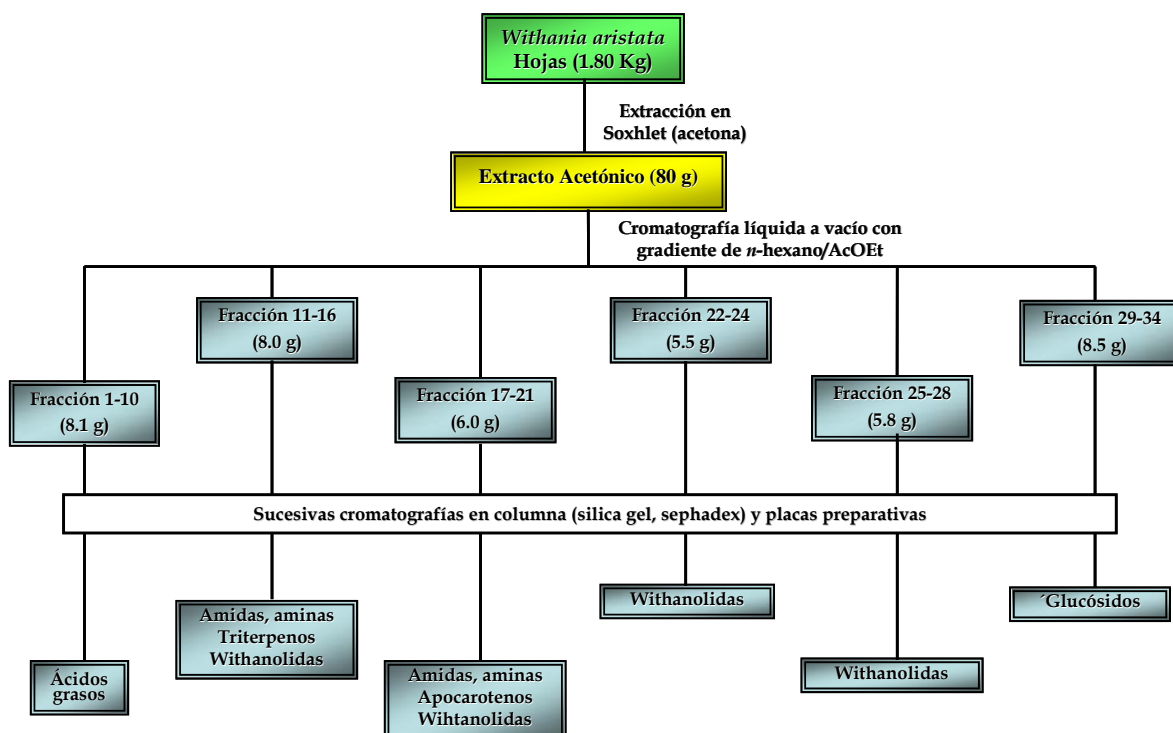 Withania aristata
Hojas (1.80 Kg)
Extracción en
Soxhlet (acetona)
Extracto Acetónico (80 g)
Cromatografía líquida a vacío con
gradiente de n-hexano/AcOEt
Fracción 11-16
(8.0 g)
Fracción 22-24
(5.5 g)
Fracción 29-34
(8.5 g)
Fracción 1-10
(8.1 g)
Fracción 17-21
(6.0 g)
Fracción 25-28
(5.8 g)
Sucesivas cromatografías en columna (silica gel, sephadex) y placas preparativas
Amidas, aminas
Triterpenos
Withanolidas
Withanolidas
´Glucósidos
Ácidos
grasos
Amidas, aminas
Apocarotenos
Wihtanolidas
Withanolidas